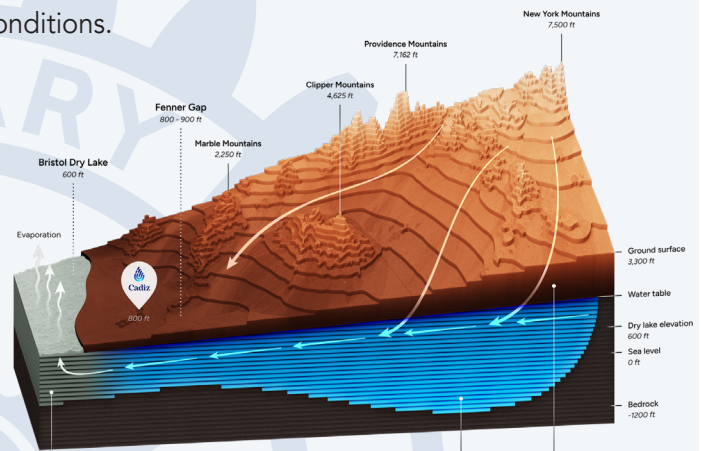 onditions.
New York Mountains
7,500 ft
Providence Mountains
7,162 ft
Clipper Mountains
4,625 ft
Fenner Gap
800 - 900 ft
Marble Mountains
2,250 ft
Bristol Dry Lake
600 ft
Evaporation
Cadiz
800 ft
Ground surface
3,300 ft
Water table
Dry lake elevation
600 ft
Sea level
0 ft
Bedrock
-1200 ft
ARY